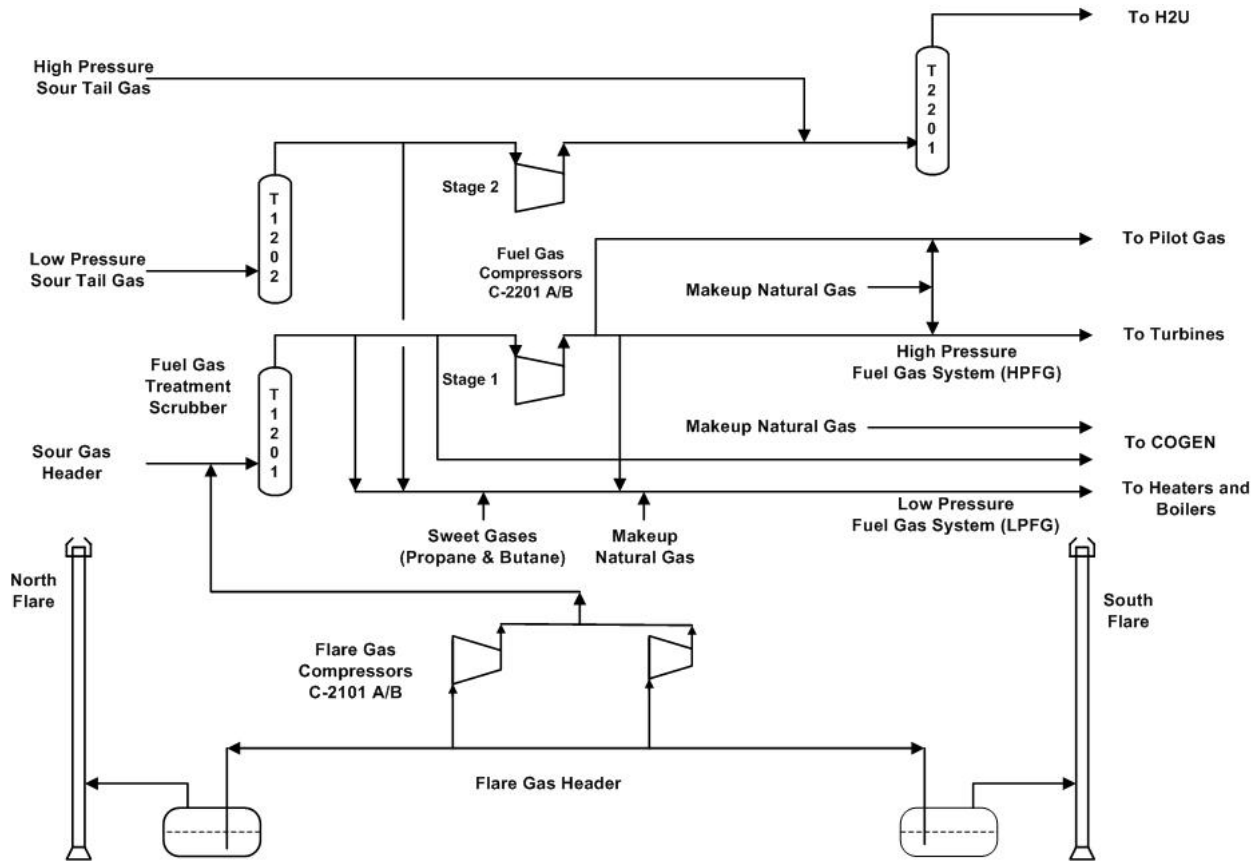 To H2U
High Pressure
Sour Tail Gas
T
2
2
0
1
Stage 2
T
1
2
0
2
Low Pressure
Sour Tail Gas
Fuel Gas
Compressors
C-2201 A/B
To Pilot Gas
Makeup Natural Gas
To Turbines
High Pressure
Fuel Gas System (HPFG)
Fuel Gas
Treatment
Scrubber
Stage 1
T
1
2
0
1
Makeup Natural Gas
To COGEN
Sour Gas
Header
To Heaters and
Boilers
Low Pressure
Fuel Gas System (LPFG)
Sweet Gases
(Propane & Butane)
Makeup
Natural Gas
North
Flare
South
Flare
Flare Gas
Compressors
C-2101 A/B
Flare Gas Header